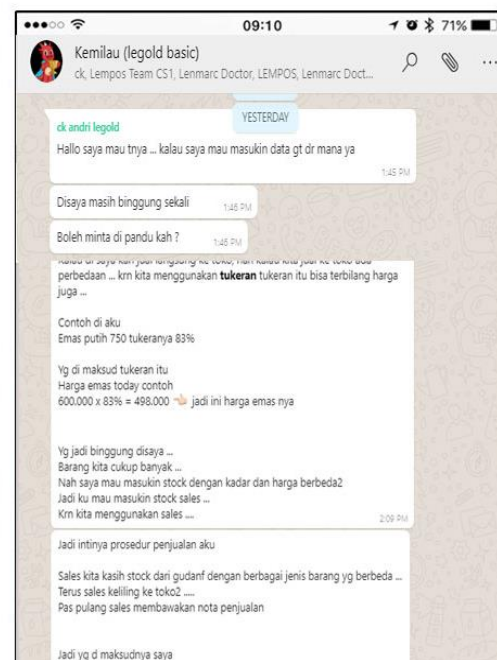 09:10
71%
Kemilau (legold basic)
ck, Lempos Team CS1, Lenmarc Doctor, LEMPOS, Lenmarc Doct...
YESTERDAY
ck andri legold
Hallo saya mau tnya ... kalau saya mau masukin data gt dr mana ya
1:45 PM
Disaya masih binggung sekali
1:46 PM
Boleh minta di pandu kah ?
1:46 PM
perbedaan ... krn kita menggunakan tukeran tukeran itu bisa terbilang harga
juga ...
Contoh di aku
Emas putih 750 tukeranya 83%
Yg di maksud tukeran itu
Harga emas today contoh
600.000 x 83% = 498.000 👈🏻 jadi ini harga emas nya
Yg jadi binggung disaya ...
Barang kita cukup banyak ...
Nah saya mau masukin stock dengan kadar dan harga berbeda2
Jadi ku mau masukin stock sales ...
Krn kita menggunakan sales ....
2:09 PM
Jadi intinya prosedur penjualan aku
Sales kita kasih stock dari gudanf dengan berbagai jenis barang yg berbeda ...
Terus sales keliling ke toko2 .....
Pas pulang sales membawakan nota penjualan
Jadi yg d maksudnya saya